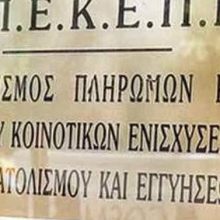 .Ε.Κ.Ε.Π.
ΣΜΟΣ ΠΛΗΡΩΜΩΝ
ΚΟΙΝΟΤΙΚΩΝ ΕΝΙΣΧΥΣΕ
ΑΤΟΛΙΣΜΟΥ ΚΑΙ ΕΓΓΥΗΣΕ